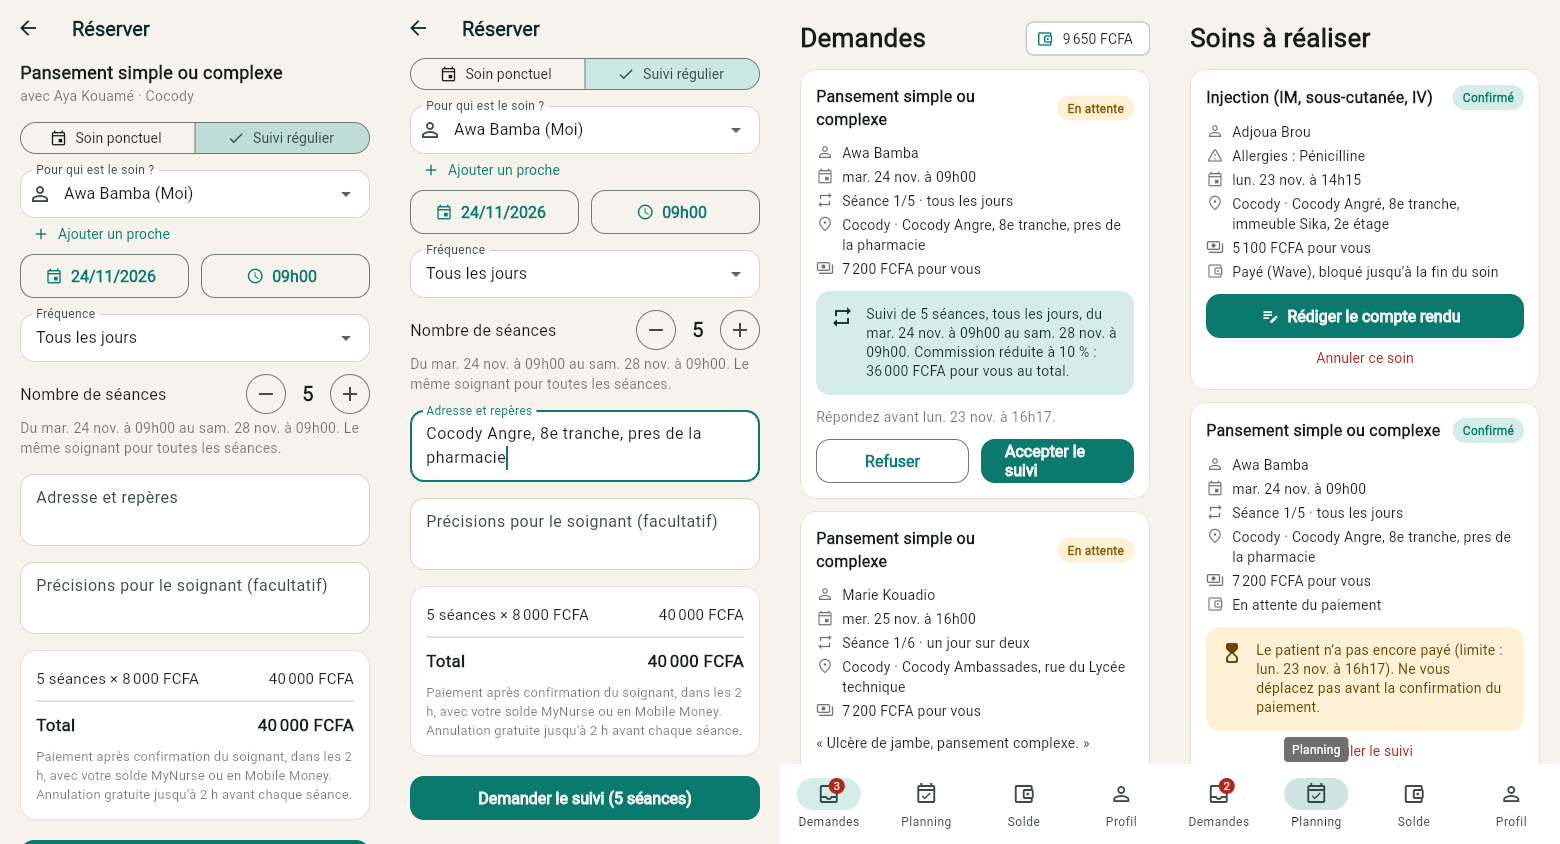 Réserver
Pansement simple ou complexe
avec Aya Kouamé · Cocody
Soin ponctuel
Suivi régulier
Pour qui est le soin ?
Awa Bamba (Moi)
Ajouter un proche
24/11/2026
09h00
Fréquence
Tous les jours
Nombre de séances
5
Du mar. 24 nov. à 09h00 au sam. 28 nov. à 09h00. Le
même soignant pour toutes les séances.
Adresse et repères
Précisions pour le soignant (facultatif)
5 séances × 8 000 FCFA
40 000 FCFA
Total
40 000 FCFA
Paiement après confirmation du soignant, dans les 2
h, avec votre solde MyNurse ou en Mobile Money.
Annulation gratuite jusqu’à 2 h avant chaque séance.
Réserver
Soin ponctuel
Suivi régulier
Pour qui est le soin ?
Awa Bamba (Moi)
Ajouter un proche
24/11/2026
09h00
Fréquence
Tous les jours
Nombre de séances
5
Du mar. 24 nov. à 09h00 au sam. 28 nov. à 09h00. Le
même soignant pour toutes les séances.
Adresse et repères
Cocody Angre, 8e tranche, pres de la
pharmacie
Précisions pour le soignant (facultatif)
5 séances × 8 000 FCFA
40 000 FCFA
Total
40 000 FCFA
Paiement après confirmation du soignant, dans les 2
h, avec votre solde MyNurse ou en Mobile Money.
Annulation gratuite jusqu’à 2 h avant chaque séance.
Demander le suivi (5 séances)
Demandes
9 650 FCFA
Pansement simple ou
complexe
En attente
Awa Bamba
mar. 24 nov. à 09h00
Séance 1/5 · tous les jours
Cocody · Cocody Angre, 8e tranche, pres de
la pharmacie
7 200 FCFA pour vous
Suivi de 5 séances, tous les jours, du
mar. 24 nov. à 09h00 au sam. 28 nov. à
09h00. Commission réduite à 10 % :
36 000 FCFA pour vous au total.
Répondez avant lun. 23 nov. à 16h17.
Refuser
Accepter le
suivi
Pansement simple ou
complexe
En attente
Marie Kouadio
mer. 25 nov. à 16h00
Séance 1/6 · un jour sur deux
Cocody · Cocody Ambassades, rue du Lycée
technique
7 200 FCFA pour vous
« Ulcère de jambe, pansement complexe. »
3
Demandes
Planning
Solde
Profil
Soins à réaliser
Injection (IM, sous-cutanée, IV)
Confirmé
Adjoua Brou
Allergies : Pénicilline
lun. 23 nov. à 14h15
Cocody · Cocody Angré, 8e tranche,
immeuble Sika, 2e étage
5 100 FCFA pour vous
Payé (Wave), bloqué jusqu’à la fin du soin
Rédiger le compte rendu
Annuler ce soin
Pansement simple ou complexe
Confirmé
Awa Bamba
mar. 24 nov. à 09h00
Séance 1/5 · tous les jours
Cocody · Cocody Angre, 8e tranche, pres de
la pharmacie
7 200 FCFA pour vous
En attente du paiement
Le patient n’a pas encore payé (limite :
lun. 23 nov. à 16h17). Ne vous
déplacez pas avant la confirmation du
paiement.
Planning
ler le suivi
2
Demandes
Planning
Solde
Profil